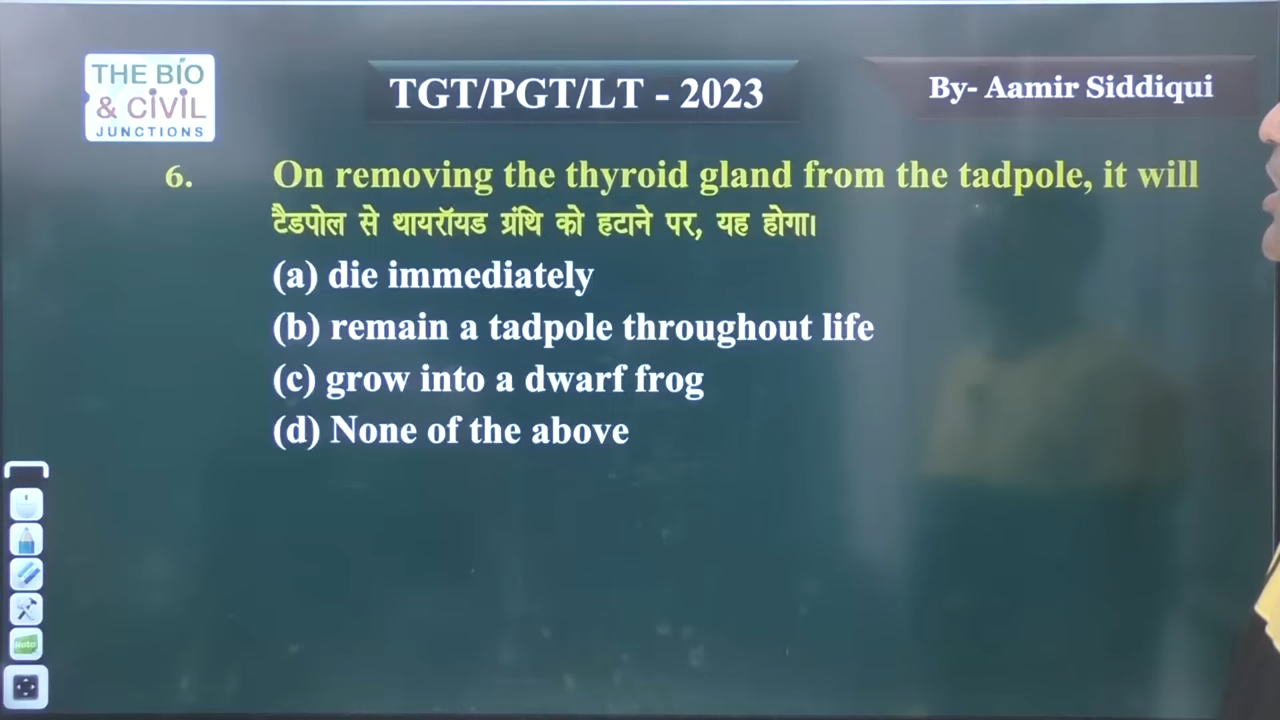 THE BIO
& CIVIL
JUNCTIONS
TGT/PGT/LT - 2023
By- Aamir Siddiqui
6. On removing the thyroid gland from the tadpole, it will
टैडपोल से थायरॉयड ग्रंथि को हटाने पर, यह होगा।
(a) die immediately
(b) remain a tadpole throughout life
(c) grow into a dwarf frog
(d) None of the above
Note